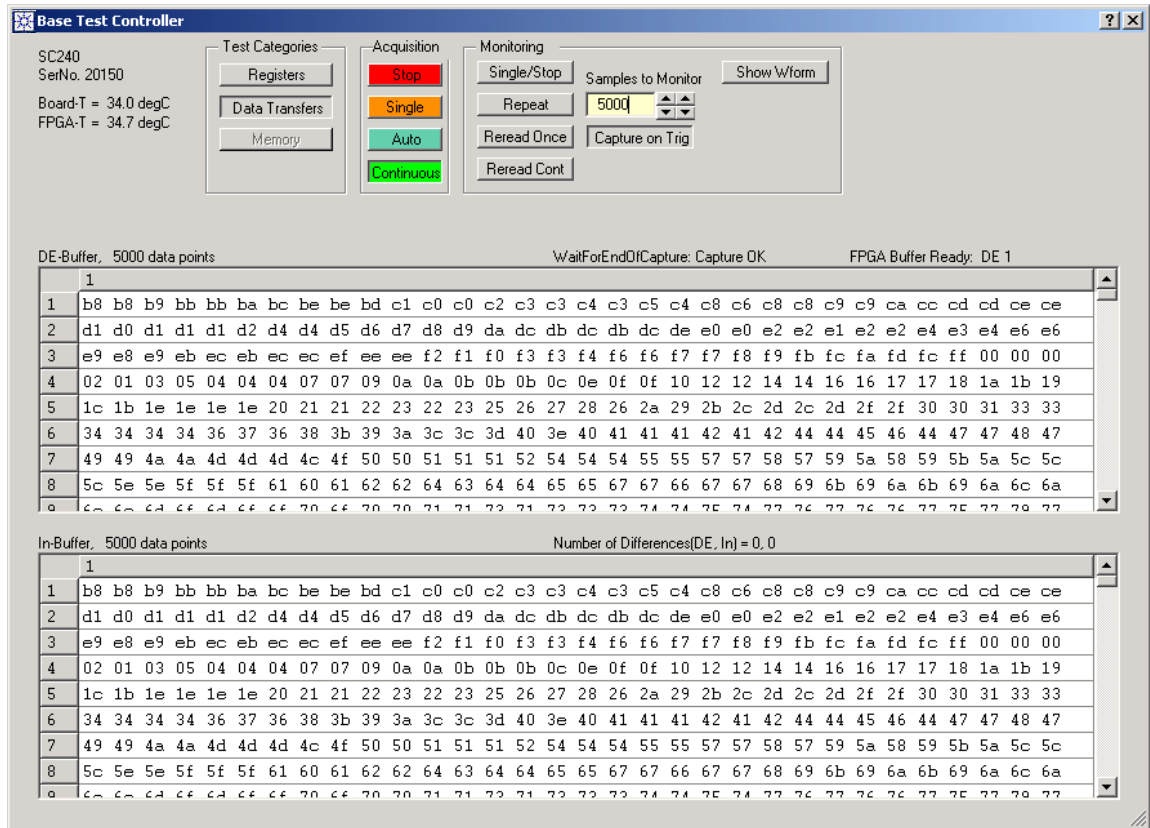 Base Test Controller
SC240
SerNo. 20150
Board-T = 34.0 degC
FPGA-T = 34.7 degC
Test Categories
Registers
Data Transfers
Memory
Acquisition
Stop
Single
Auto
Continuous
Monitoring
Single/Stop
Repeat
Reread Once
Reread Cont
Samples to Monitor
5000
Capture on Trig
Show Wform
DE-Buffer, 5000 data points WaitForEndOfCapture: Capture OK FPGA Buffer Ready: DE 1
1
1 b8 b8 b9 bb bb ba bc be be bd c1 c0 c0 c2 c3 c3 c4 c3 c5 c4 c8 c6 c8 c8 c9 c9 ca cc cd cd ce ce
2 d1 d0 d1 d1 d1 d2 d4 d4 d5 d6 d7 d8 d9 da dc db dc db dc de e0 e0 e2 e2 e1 e2 e2 e4 e3 e4 e6 e6
3 e9 e8 e9 eb ec eb ec ec ef ee ee f2 f1 f0 f3 f3 f4 f6 f6 f7 f7 f8 f9 fb fc fa fd fc ff 00 00 00
4 02 01 03 05 04 04 04 07 07 09 0a 0a 0b 0b 0b 0c 0e 0f 0f 10 12 12 14 14 16 16 17 17 18 1a 1b 19
5 1c 1b 1e 1e 1e 1e 20 21 21 22 23 22 23 25 26 27 28 26 2a 29 2b 2c 2d 2c 2d 2f 2f 30 30 31 33 33
6 34 34 34 34 36 37 36 38 3b 39 3a 3c 3c 3d 40 3e 40 41 41 41 42 41 42 44 44 45 46 44 47 47 48 47
7 49 49 4a 4a 4d 4d 4d 4c 4f 50 50 51 51 51 52 54 54 54 55 55 57 57 58 57 59 5a 58 59 5b 5a 5c 5c
8 5c 5e 5e 5f 5f 5f 61 60 61 62 62 64 63 64 64 65 65 67 67 66 67 67 68 69 6b 69 6a 6b 69 6a 6c 6a
In-Buffer, 5000 data points Number of Differences(DE, In) = 0, 0
1
1 b8 b8 b9 bb bb ba bc be be bd c1 c0 c0 c2 c3 c3 c4 c3 c5 c4 c8 c6 c8 c8 c9 c9 ca cc cd cd ce ce
2 d1 d0 d1 d1 d1 d2 d4 d4 d5 d6 d7 d8 d9 da dc db dc db dc de e0 e0 e2 e2 e1 e2 e2 e4 e3 e4 e6 e6
3 e9 e8 e9 eb ec eb ec ec ef ee ee f2 f1 f0 f3 f3 f4 f6 f6 f7 f7 f8 f9 fb fc fa fd fc ff 00 00 00
4 02 01 03 05 04 04 04 07 07 09 0a 0a 0b 0b 0b 0c 0e 0f 0f 10 12 12 14 14 16 16 17 17 18 1a 1b 19
5 1c 1b 1e 1e 1e 1e 20 21 21 22 23 22 23 25 26 27 28 26 2a 29 2b 2c 2d 2c 2d 2f 2f 30 30 31 33 33
6 34 34 34 34 36 37 36 38 3b 39 3a 3c 3c 3d 40 3e 40 41 41 41 42 41 42 44 44 45 46 44 47 47 48 47
7 49 49 4a 4a 4d 4d 4d 4c 4f 50 50 51 51 51 52 54 54 54 55 55 57 57 58 57 59 5a 58 59 5b 5a 5c 5c
8 5c 5e 5e 5f 5f 5f 61 60 61 62 62 64 63 64 64 65 65 67 67 66 67 67 68 69 6b 69 6a 6b 69 6a 6c 6a